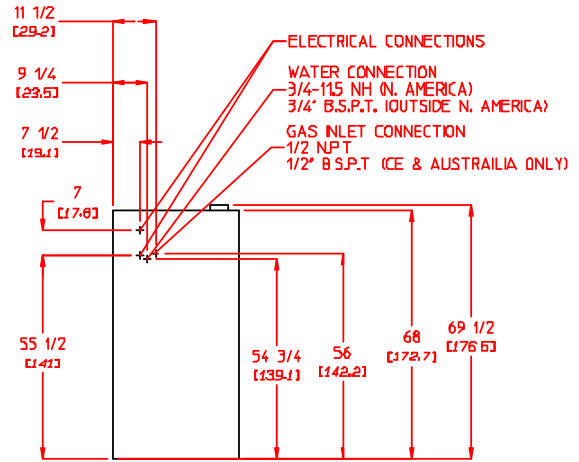 11 1/2
[29.2]
ELECTRICAL CONNECTIONS
9 1/4
[23.5]
WATER CONNECTION
3/4-11.5 NH (N. AMERICA)
3/4" B.S.P.T. (OUTSIDE N. AMERICA)
7 1/2
[19.1]
GAS INLET CONNECTION
1/2 N.P.T
1/2" B.S.P.T (CE & AUSTRAILIA ONLY)
7
[17.8]
55 1/2
[141]
54 3/4
[139.1]
56
[142.2]
68
[172.7]
69 1/2
[176.5]